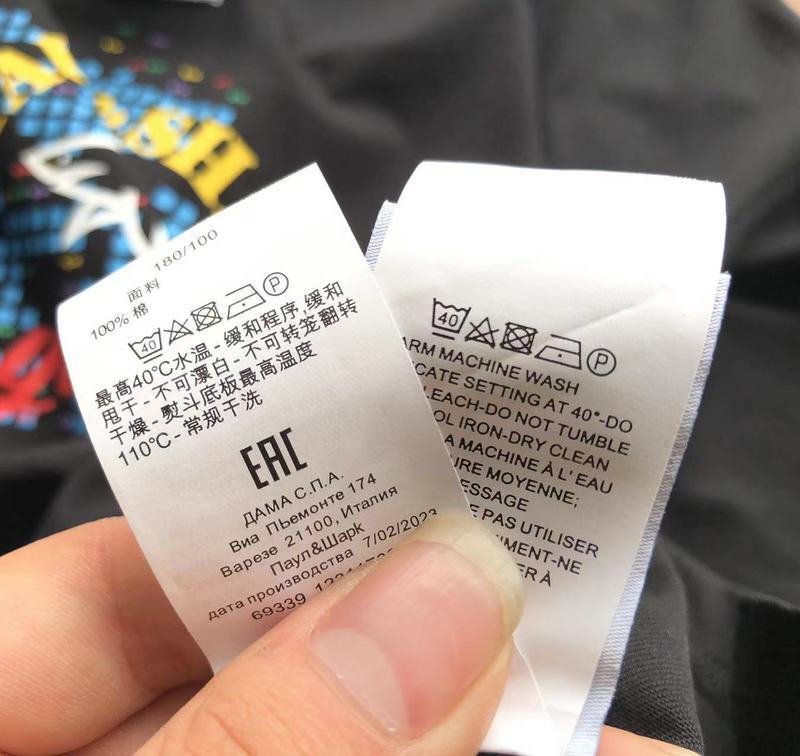 SH
180/100
面料
100% 棉
40 P
最高40°C水温-缓和程序,缓和
甩干-不可漂白-不可转笼翻转
干燥-熨斗底板最高温度
110°C-常规干洗
EAC
ДАМА С.П.А.
Виа Пьемонте 174
Варезе 21100, Италия
Паул&Шарк
дата производства 7/02/2023
69339
40 P
ARM MACHINE WASH
CATE SETTING AT 40°-DO
LEACH-DO NOT TUMBLE
OL IRON-DRY CLEAN
A MACHINE À L'EAU
URE MOYENNE;
ESSAGE
E PAS UTILISER
NIMENT-NE
ER À